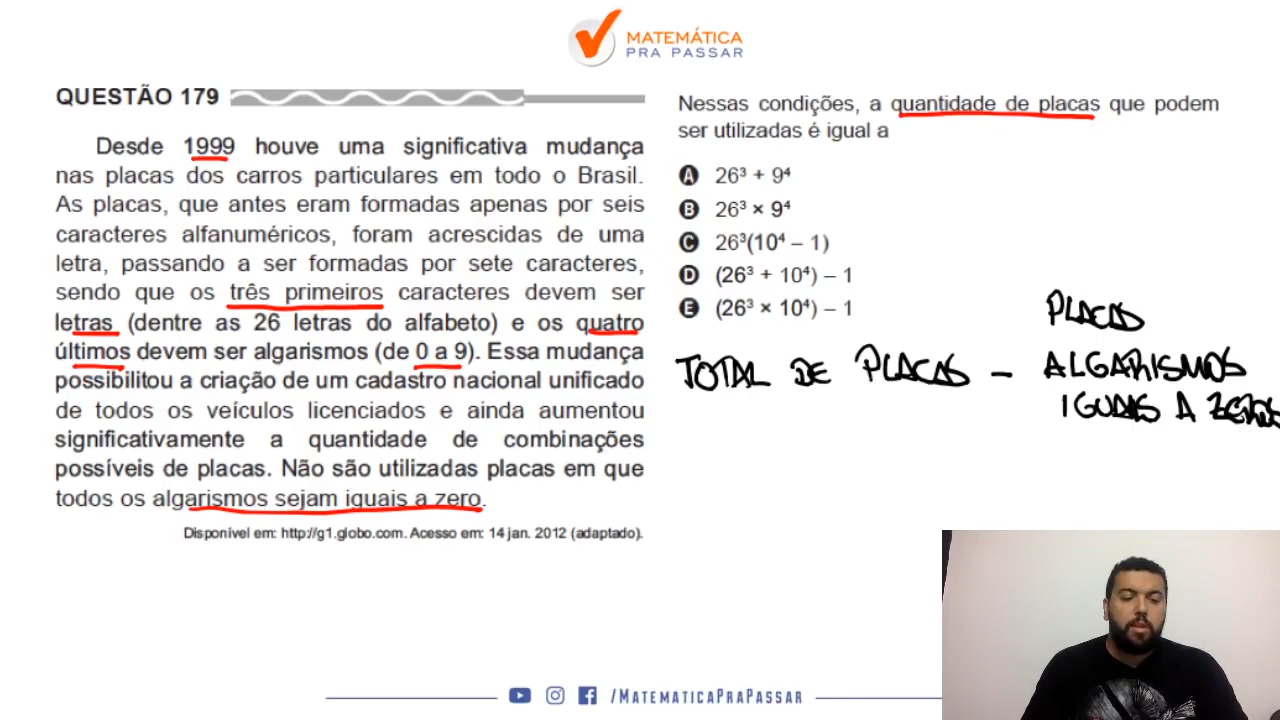 MATEMÁTICA
PRA PASSAR
QUESTÃO 179
Desde 1999 houve uma significativa mudança
nas placas dos carros particulares em todo o Brasil.
As placas, que antes eram formadas apenas por seis
caracteres alfanuméricos, foram acrescidas de uma
letra, passando a ser formadas por sete caracteres,
sendo que os três primeiros caracteres devem ser
letras (dentre as 26 letras do alfabeto) e os quatro
últimos devem ser algarismos (de 0 a 9). Essa mudança
possibilitou a criação de um cadastro nacional unificado
de todos os veículos licenciados e ainda aumentou
significativamente a quantidade de combinações
possíveis de placas. Não são utilizadas placas em que
todos os algarismos sejam iguais a zero.
Disponível em: http://g1.globo.com. Acesso em: 14 jan. 2012 (adaptado).
Nessas condições, a quantidade de placas que podem
ser utilizadas é igual a
A 26³ + 9⁴
B 26³ × 9⁴
C 26³(10⁴ – 1)
D (26³ + 10⁴) – 1
E (26³ × 10⁴) – 1
PLACAS
TOTAL DE PLACAS – ALGARISMOS
IGUAIS A ZEROS
/MATEMATICAPRAPASSAR